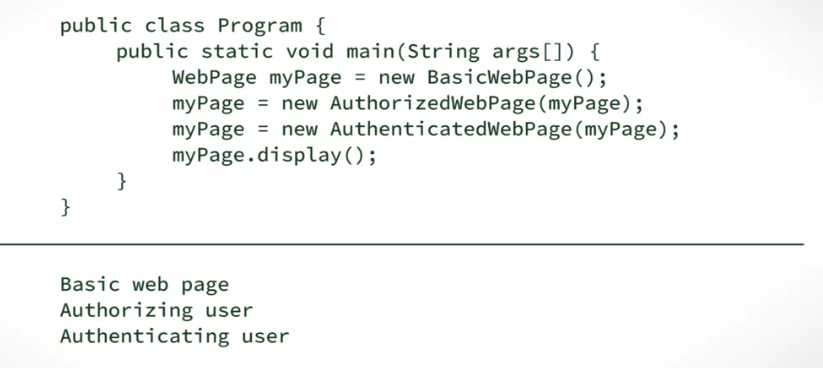 public class Program {
public static void main(String args[]) {
WebPage myPage = new BasicWebPage();
myPage = new AuthorizedWebPage(myPage);
myPage = new AuthenticatedWebPage(myPage);
myPage.display();
}
}
Basic web page
Authorizing user
Authenticating user